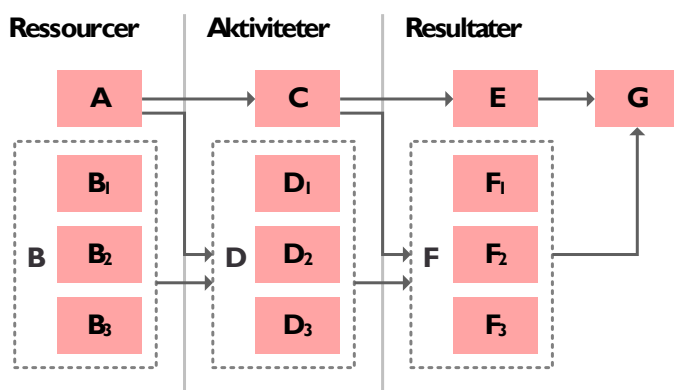 Ressourcer Aktiviteter Resultater
A C E G
B₁ D₁ F₁
B B₂ D D₂ F F₂
B₃ D₃ F₃